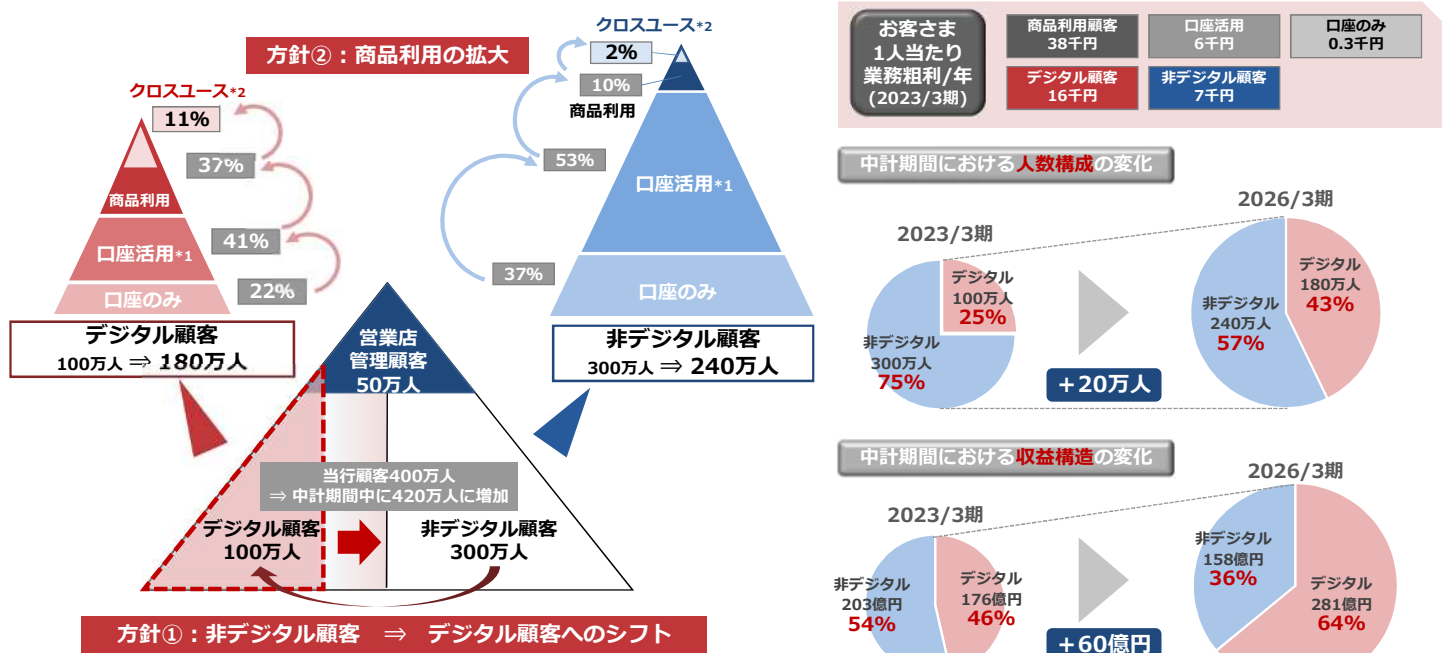 方針②：商品利用の拡大
クロスユース*2
11%
37%
商品利用
口座活用*1
41%
口座のみ
22%
デジタル顧客
100万人 ⇒ 180万人
クロスユース*2
2%
10%
商品利用
53%
口座活用*1
37%
口座のみ
非デジタル顧客
300万人 ⇒ 240万人
営業店
管理顧客
50万人
当行顧客400万人
⇒ 中計期間中に420万人に増加
デジタル顧客
100万人
非デジタル顧客
300万人
方針①：非デジタル顧客 ⇒ デジタル顧客へのシフト
お客さま
1人当たり
業務粗利/年
(2023/3期)
商品利用顧客
38千円
口座活用
6千円
口座のみ
0.3千円
デジタル顧客
16千円
非デジタル顧客
7千円
中計期間における人数構成の変化
2023/3期
デジタル
100万人
25%
非デジタル
300万人
75%
+20万人
2026/3期
デジタル
180万人
43%
非デジタル
240万人
57%
中計期間における収益構造の変化
2023/3期
非デジタル
203億円
54%
デジタル
176億円
46%
+60億円
2026/3期
非デジタル
158億円
36%
デジタル
281億円
64%